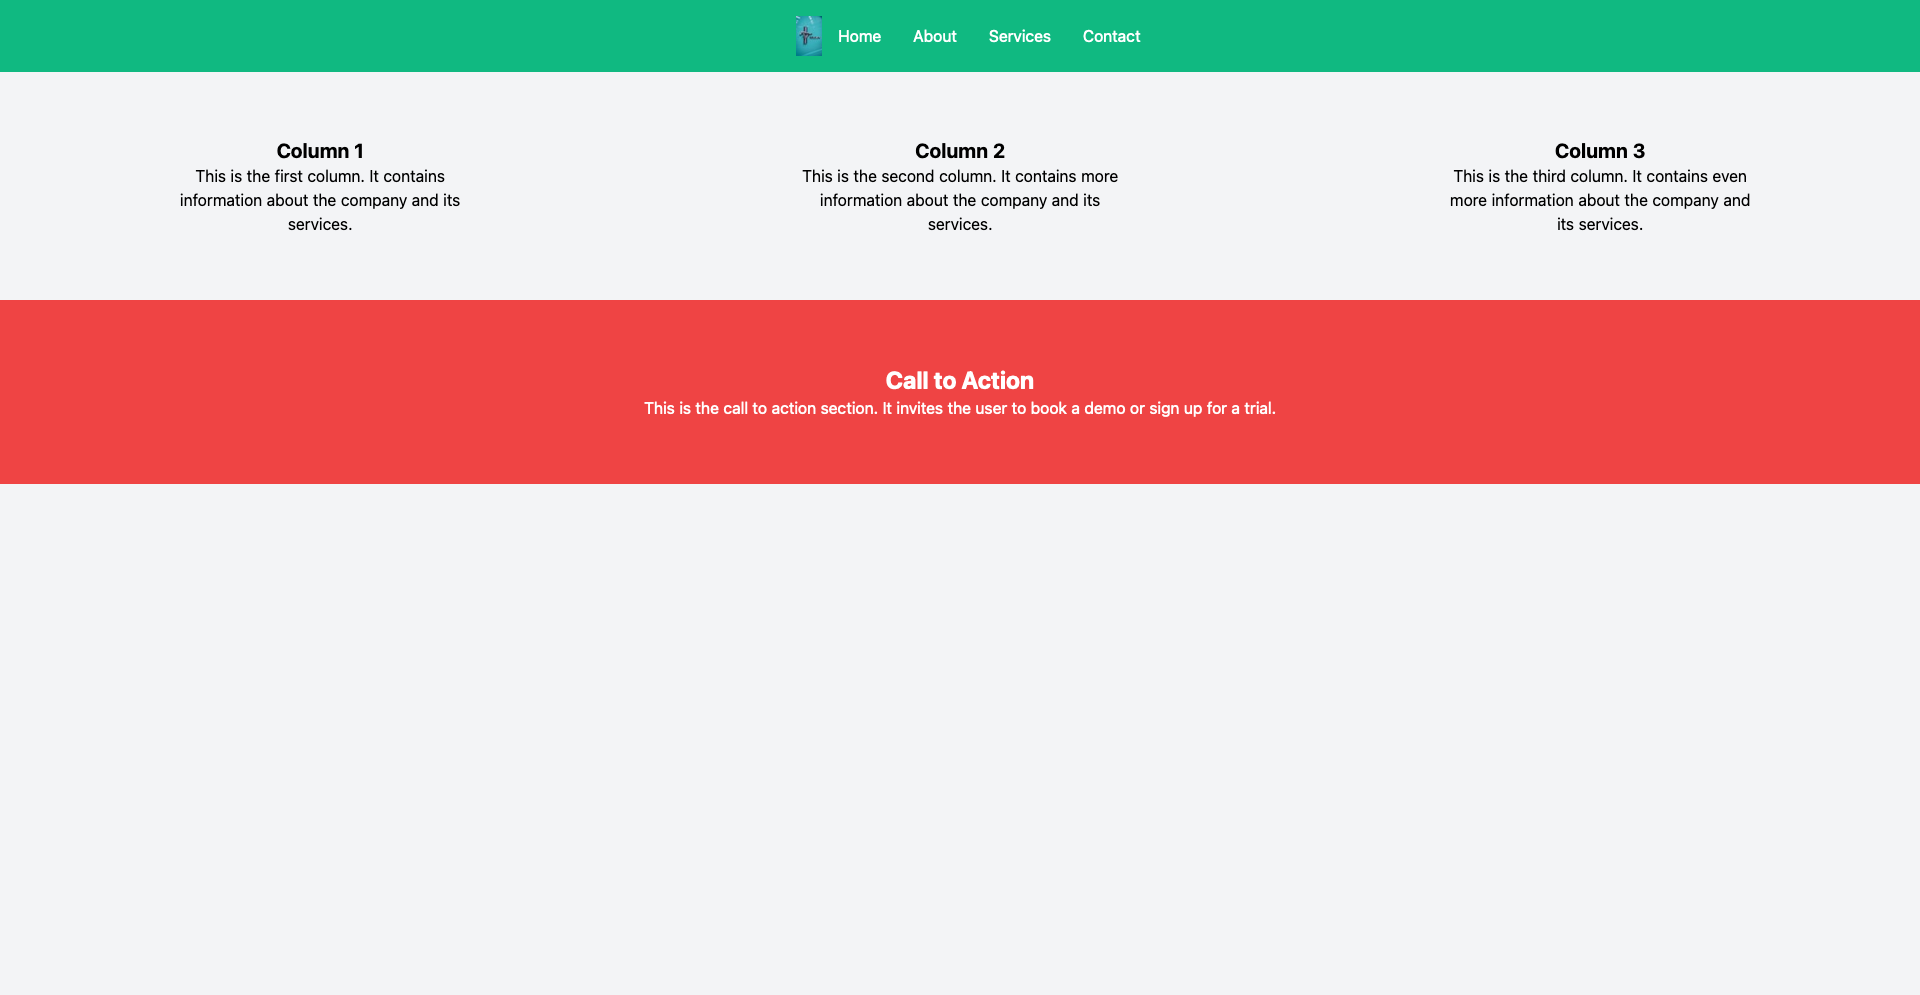 Home About Services Contact
Column 1
This is the first column. It contains
information about the company and its
services.
Column 2
This is the second column. It contains more
information about the company and its
services.
Column 3
This is the third column. It contains even
more information about the company and
its services.
Call to Action
This is the call to action section. It invites the user to book a demo or sign up for a trial.